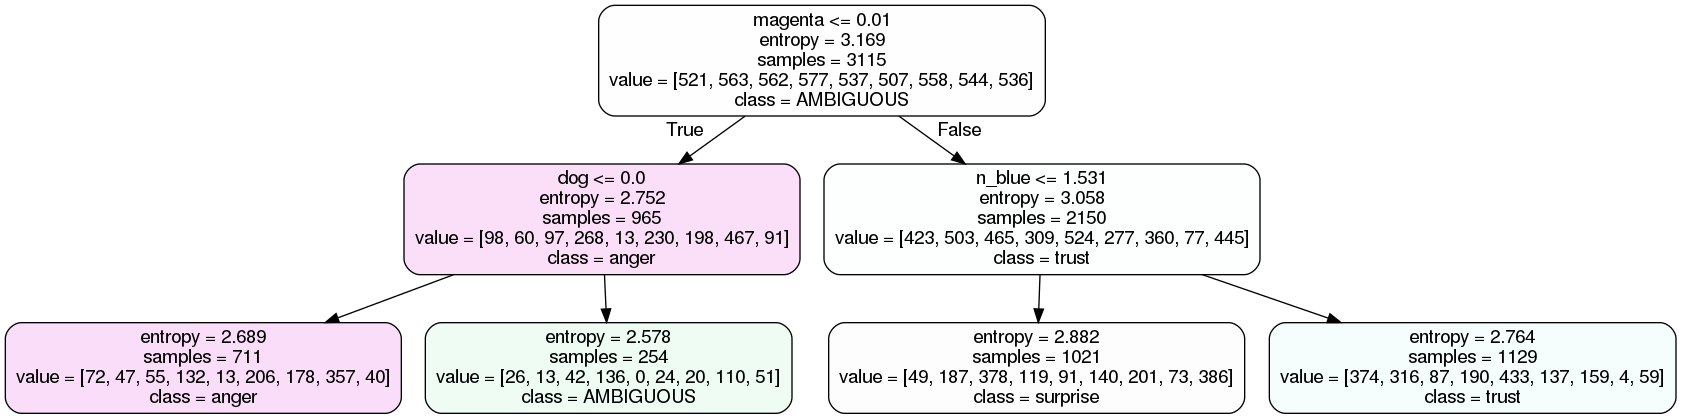 magenta <= 0.01
entropy = 3.169
samples = 3115
value = [521, 563, 562, 577, 537, 507, 558, 544, 536]
class = AMBIGUOUS
True
False
dog <= 0.0
entropy = 2.752
samples = 965
value = [98, 60, 97, 268, 13, 230, 198, 467, 91]
class = anger
n_blue <= 1.531
entropy = 3.058
samples = 2150
value = [423, 503, 465, 309, 524, 277, 360, 77, 445]
class = trust
entropy = 2.689
samples = 711
value = [72, 47, 55, 132, 13, 206, 178, 357, 40]
class = anger
entropy = 2.578
samples = 254
value = [26, 13, 42, 136, 0, 24, 20, 110, 51]
class = AMBIGUOUS
entropy = 2.882
samples = 1021
value = [49, 187, 378, 119, 91, 140, 201, 73, 386]
class = surprise
entropy = 2.764
samples = 1129
value = [374, 316, 87, 190, 433, 137, 159, 4, 59]
class = trust